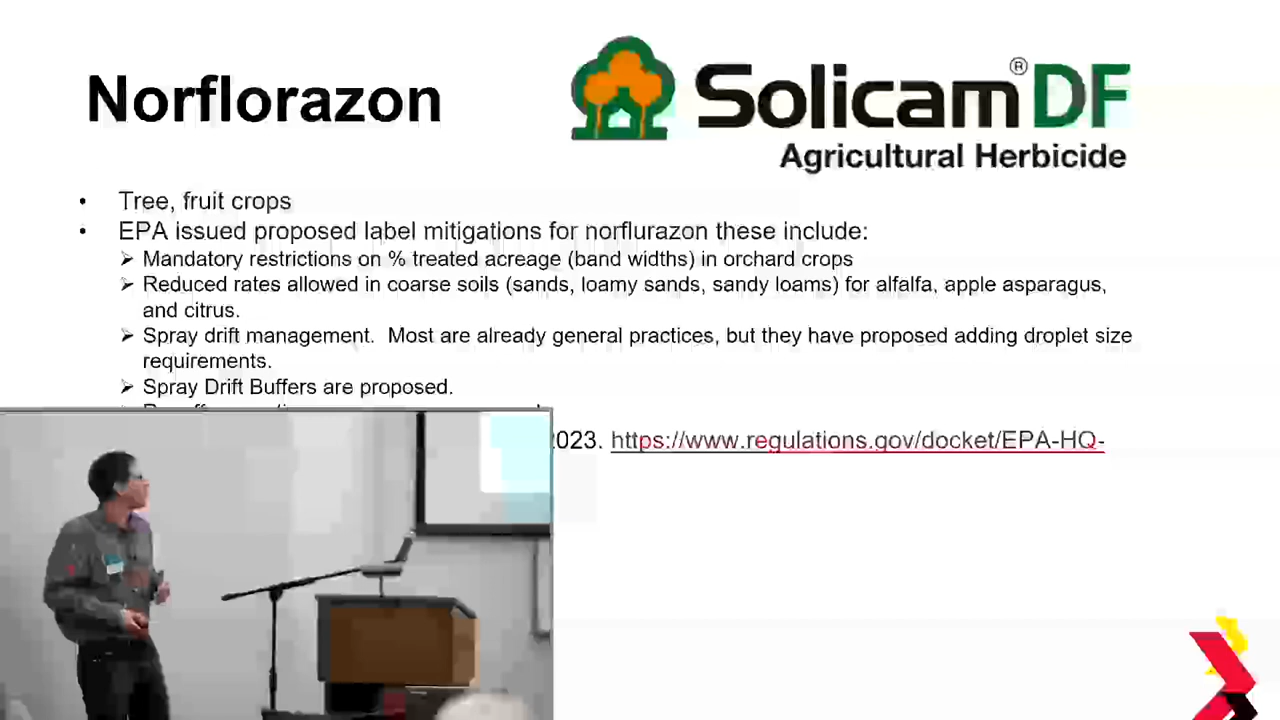 Norflorazon
Solicam® DF
Agricultural Herbicide
• Tree, fruit crops
• EPA issued proposed label mitigations for norflurazon these include:
➢ Mandatory restrictions on % treated acreage (band widths) in orchard crops
➢ Reduced rates allowed in coarse soils (sands, loamy sands, sandy loams) for alfalfa, apple asparagus,
and citrus.
➢ Spray drift management. Most are already general practices, but they have proposed adding droplet size
requirements.
➢ Spray Drift Buffers are proposed.
2023. https://www.regulations.gov/docket/EPA-HQ-